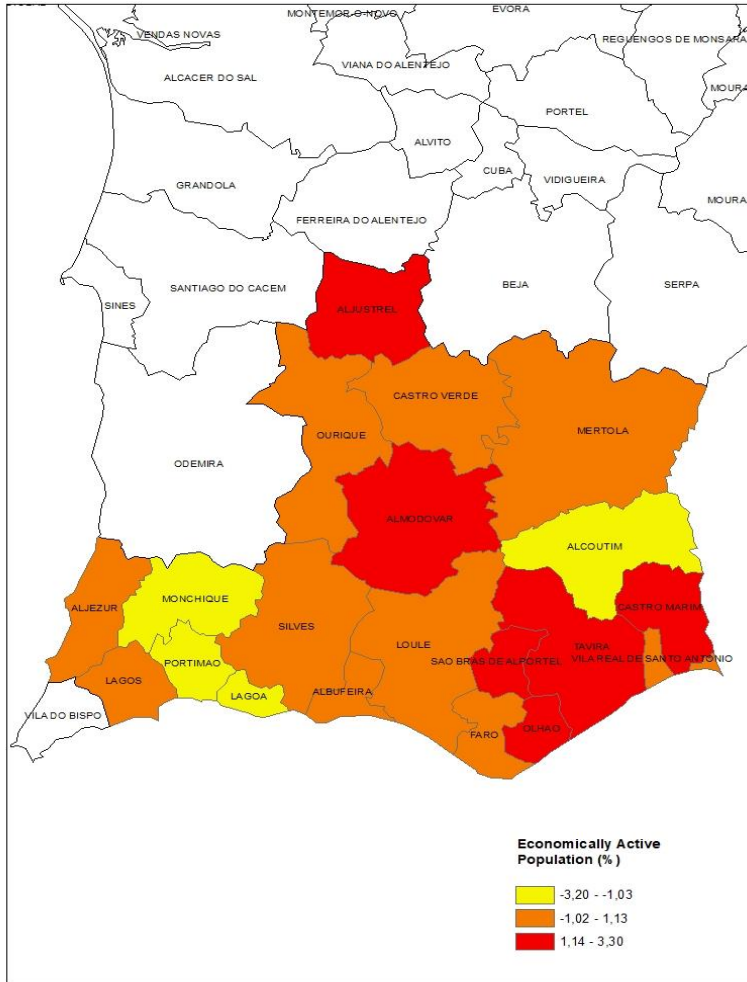 MONTEMOR-O-NOVO
EVORA
VENDAS NOVAS
REGUENGOS DE MONSARA
VIANA DO ALENTEJO
ALCACER DO SAL
MOURA
PORTEL
ALVITO
CUBA
VIDIGUEIRA
GRANDOLA
MOURA
FERREIRA DO ALENTEJO
SANTIAGO DO CACEM
BEJA
SERPA
SINES
ALJUSTREL
CASTRO VERDE
MERTOLA
OURIQUE
ODEMIRA
ALMODOVAR
ALCOUTIM
MONCHIQUE
ALJEZUR
CASTRO MARIM
SILVES
LOULE
TAVIRA
VILA REAL DE SANTO ANTONIO
SAO BRAS DE ALPORTEL
PORTIMAO
LAGOS
LAGOA
ALBUFEIRA
VILA DO BISPO
FARO
OLHAO
Economically Active
Population (%)
-3,20 - -1,03
-1,02 - 1,13
1,14 - 3,30